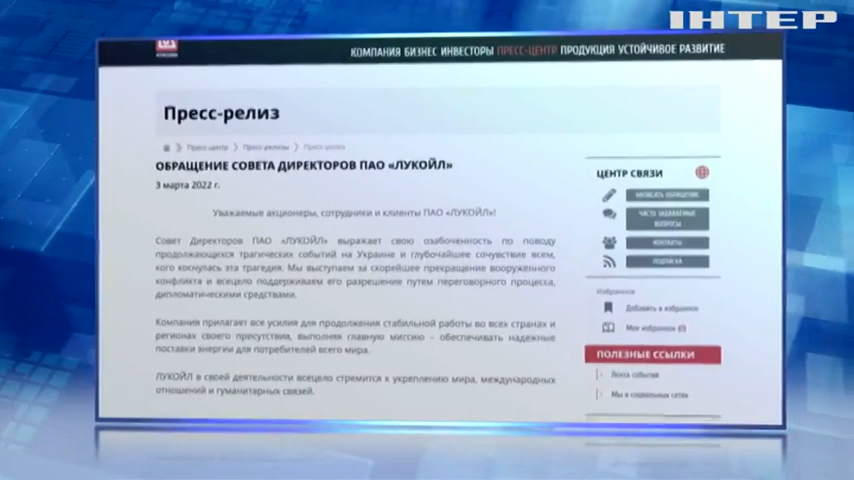 ІНТЕР
КОМПАНИЯ БИЗНЕС ИНВЕСТОРЫ ПРЕСС-ЦЕНТР ПРОДУКЦИЯ УСТОЙЧИВОЕ РАЗВИТИЕ
Пресс-релиз
Пресс-центр > Пресс-релизы > Пресс-релиз
ОБРАЩЕНИЕ СОВЕТА ДИРЕКТОРОВ ПАО «ЛУКОЙЛ»
3 марта 2022 г.
Уважаемые акционеры, сотрудники и клиенты ПАО «ЛУКОЙЛ»!
Совет Директоров ПАО «ЛУКОЙЛ» выражает свою озабоченность по поводу
продолжающихся трагических событий на Украине и глубочайшее сочувствие всем,
кого коснулась эта трагедия. Мы выступаем за скорейшее прекращение вооруженного
конфликта и всецело поддерживаем его разрешение путем переговорного процесса,
дипломатическими средствами.
Компания прилагает все усилия для продолжения стабильной работы во всех странах и
регионах своего присутствия, выполняя главную миссию – обеспечивать надежные
поставки энергии для потребителей всего мира.
ЛУКОЙЛ в своей деятельности всецело стремится к укреплению мира, международных
отношений и гуманитарных связей.
ЦЕНТР СВЯЗИ
НАПИСАТЬ ОБРАЩЕНИЕ
ЧАСТО ЗАДАВАЕМЫЕ
ВОПРОСЫ
КОНТАКТЫ
ПОДПИСКА
Избранное
Добавить в избранное
Мое избранное (0)
ПОЛЕЗНЫЕ ССЫЛКИ
Лента событий
Мы в социальных сетях